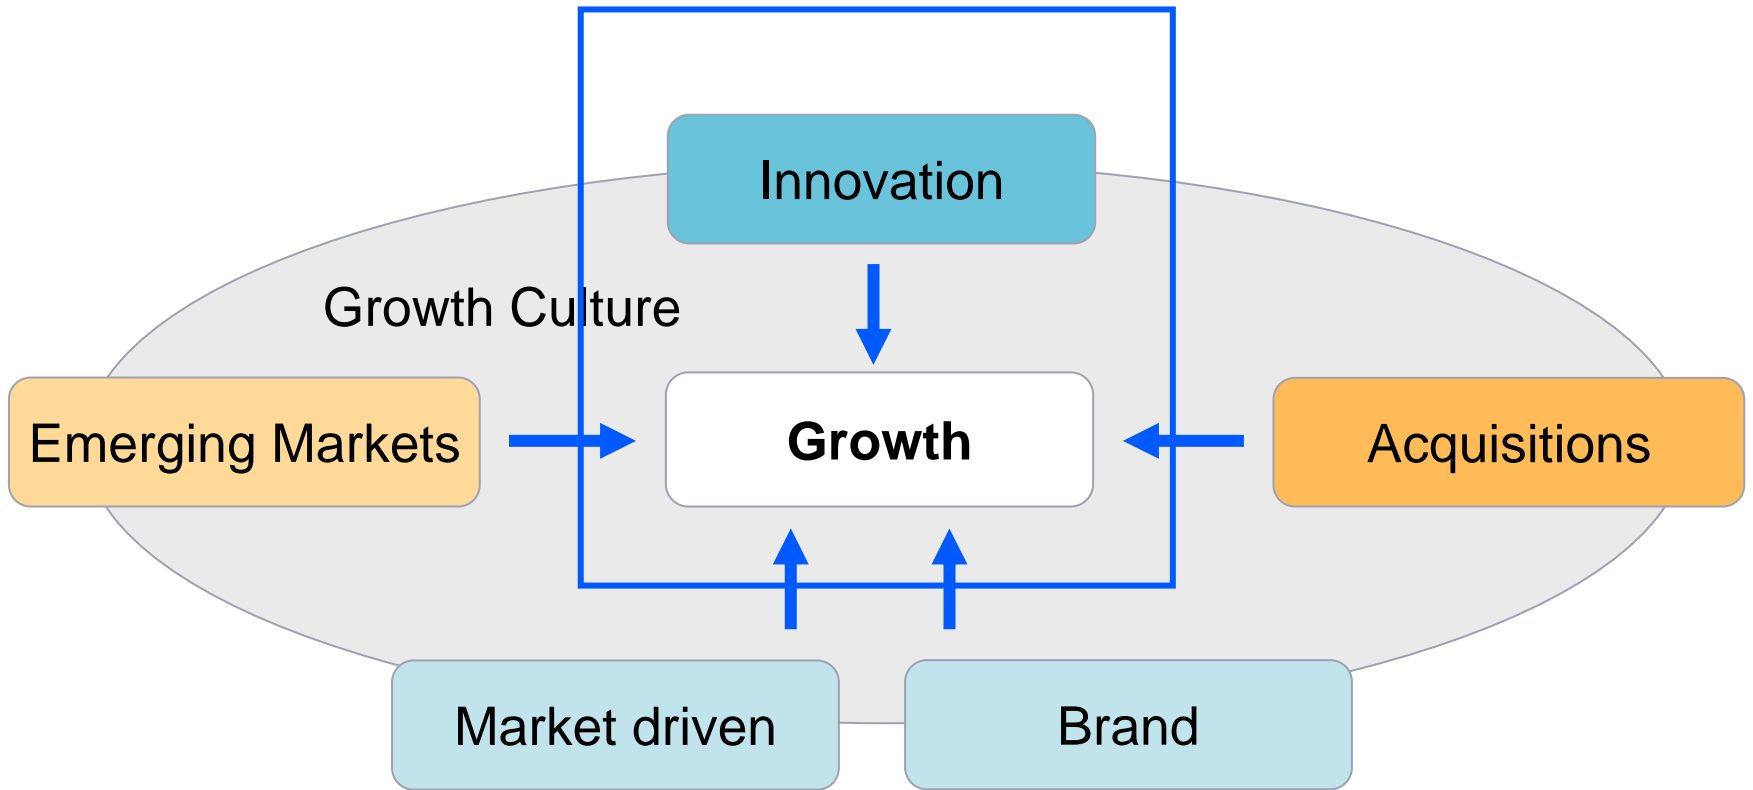 Innovation
Growth Culture
Emerging Markets
Growth
Acquisitions
Market driven
Brand